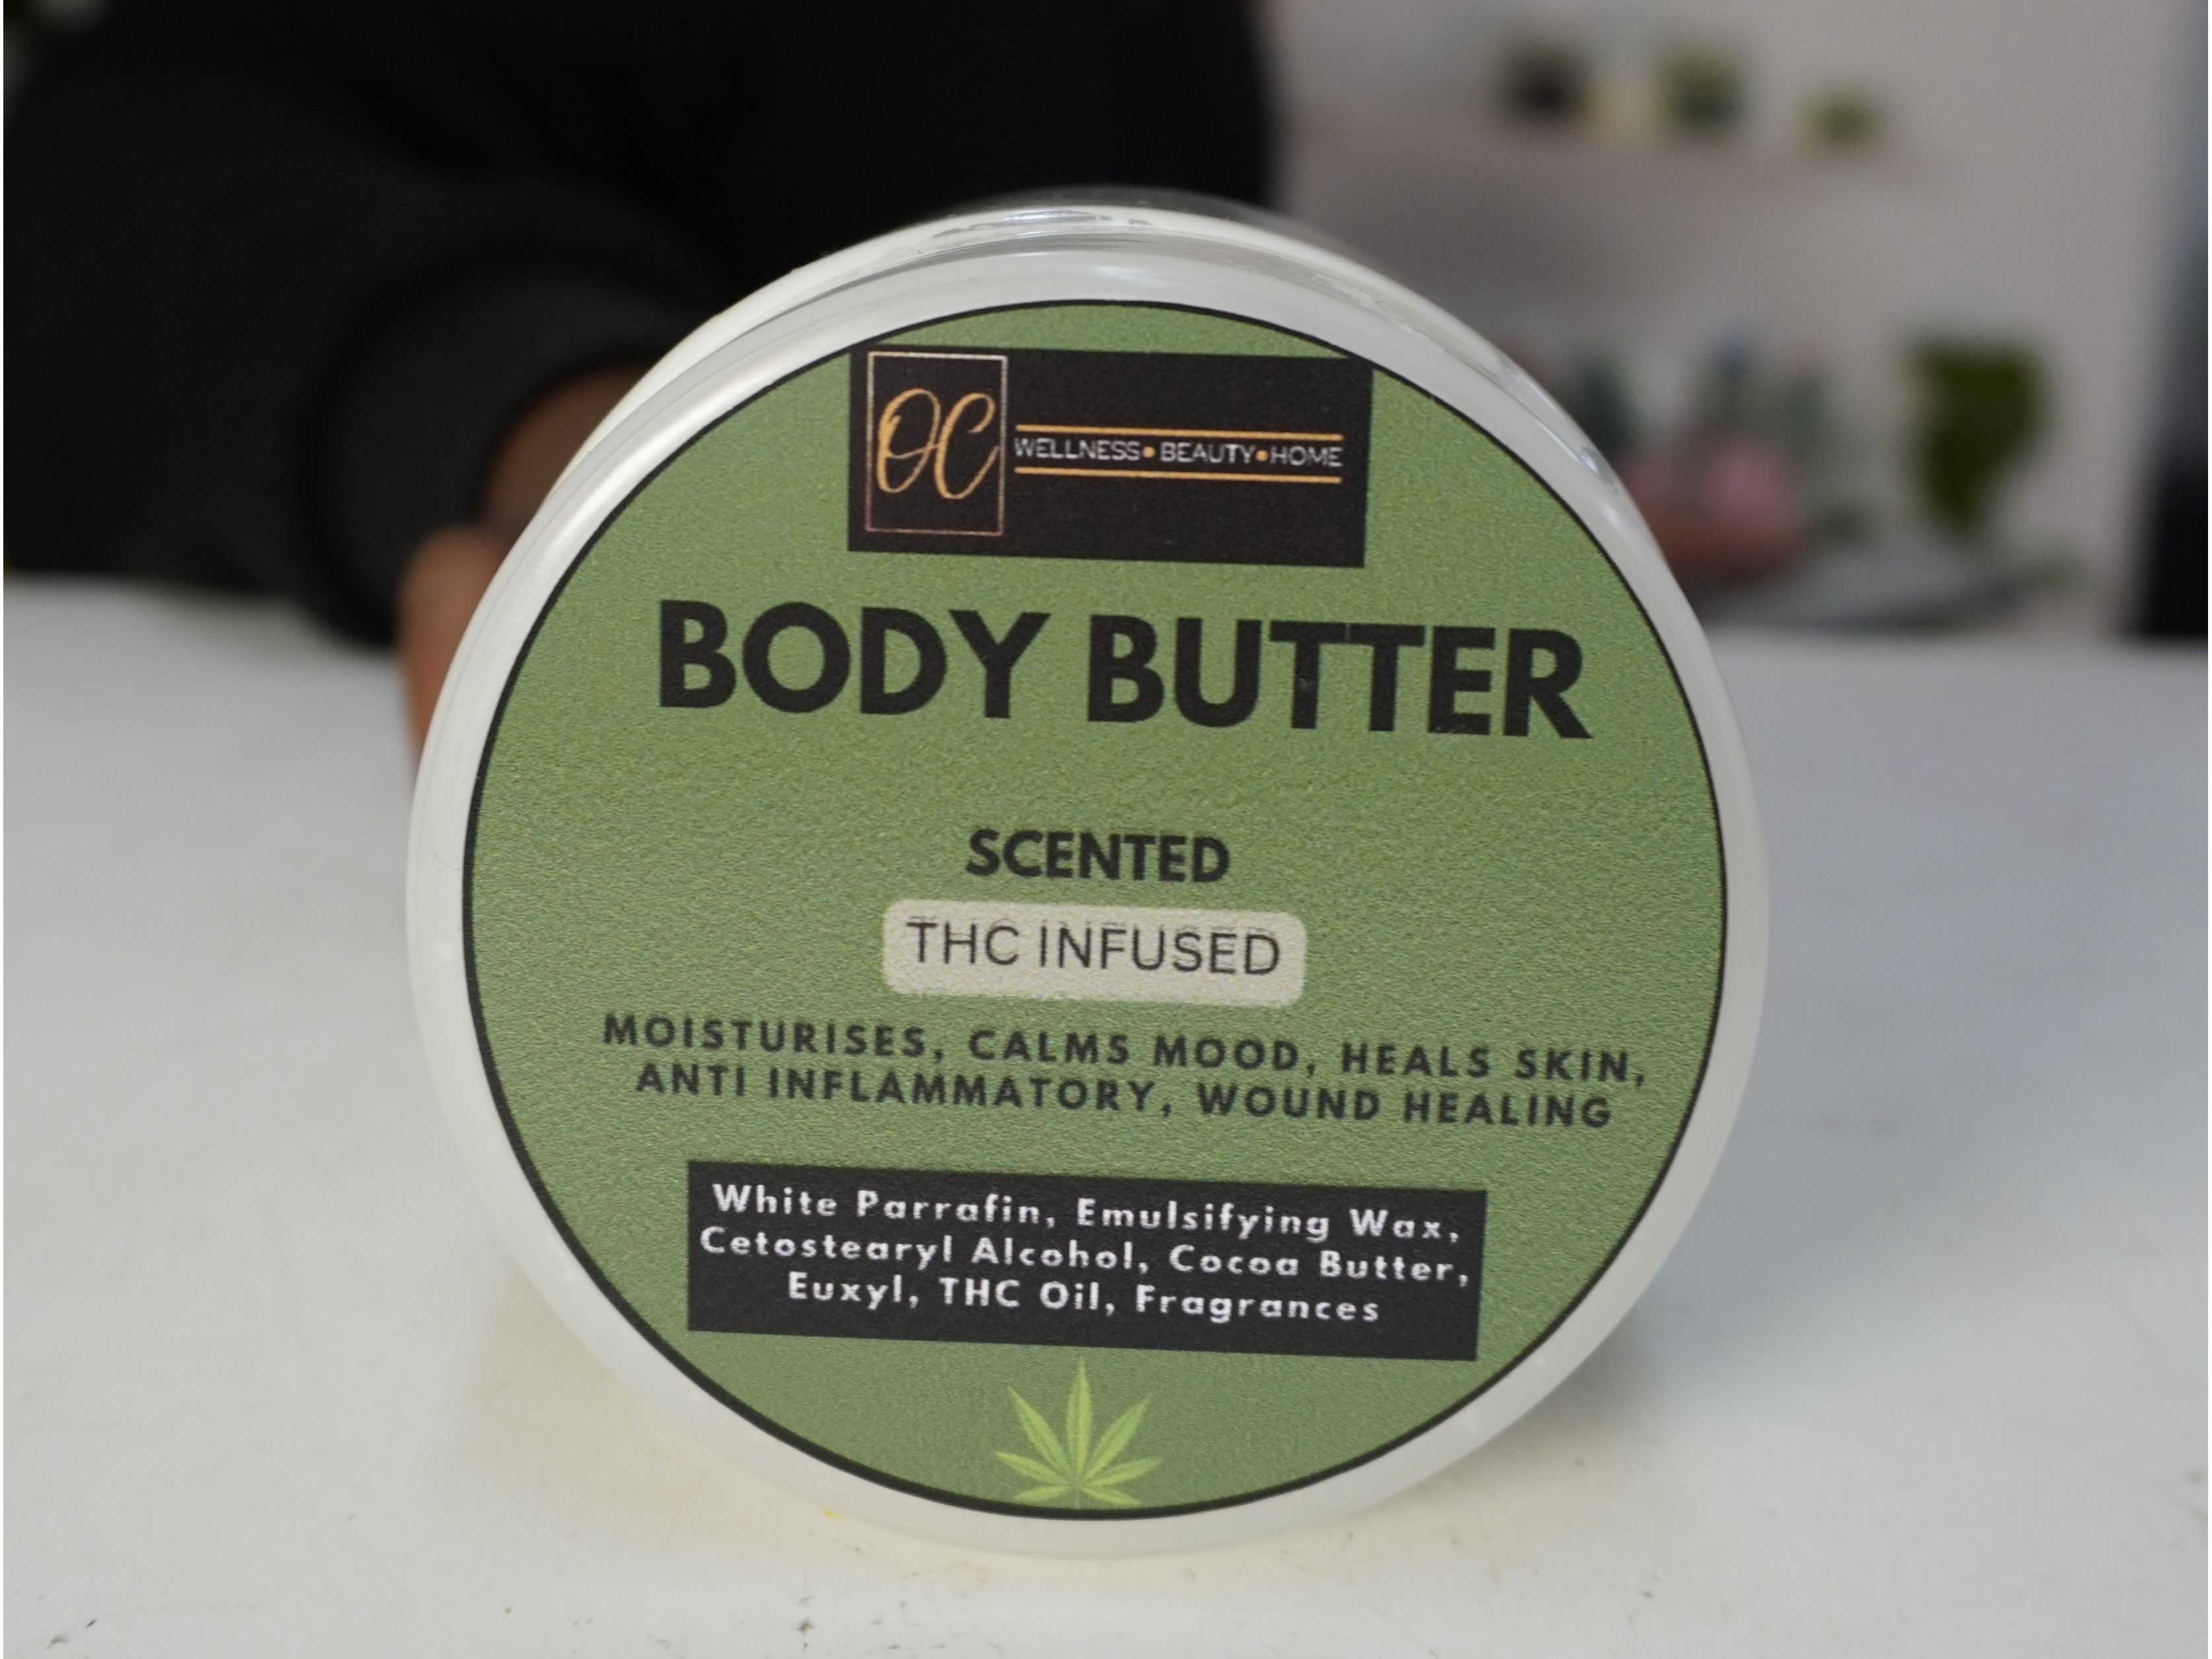 OC
WELLNESS • BEAUTY • HOME
BODY BUTTER
SCENTED
THC INFUSED
MOISTURISES, CALMS MOOD, HEALS SKIN,
ANTI INFLAMMATORY, WOUND HEALING
White Parrafin, Emulsifying Wax,
Cetostearyl Alcohol, Cocoa Butter,
Euxyl, THC Oil, Fragrances